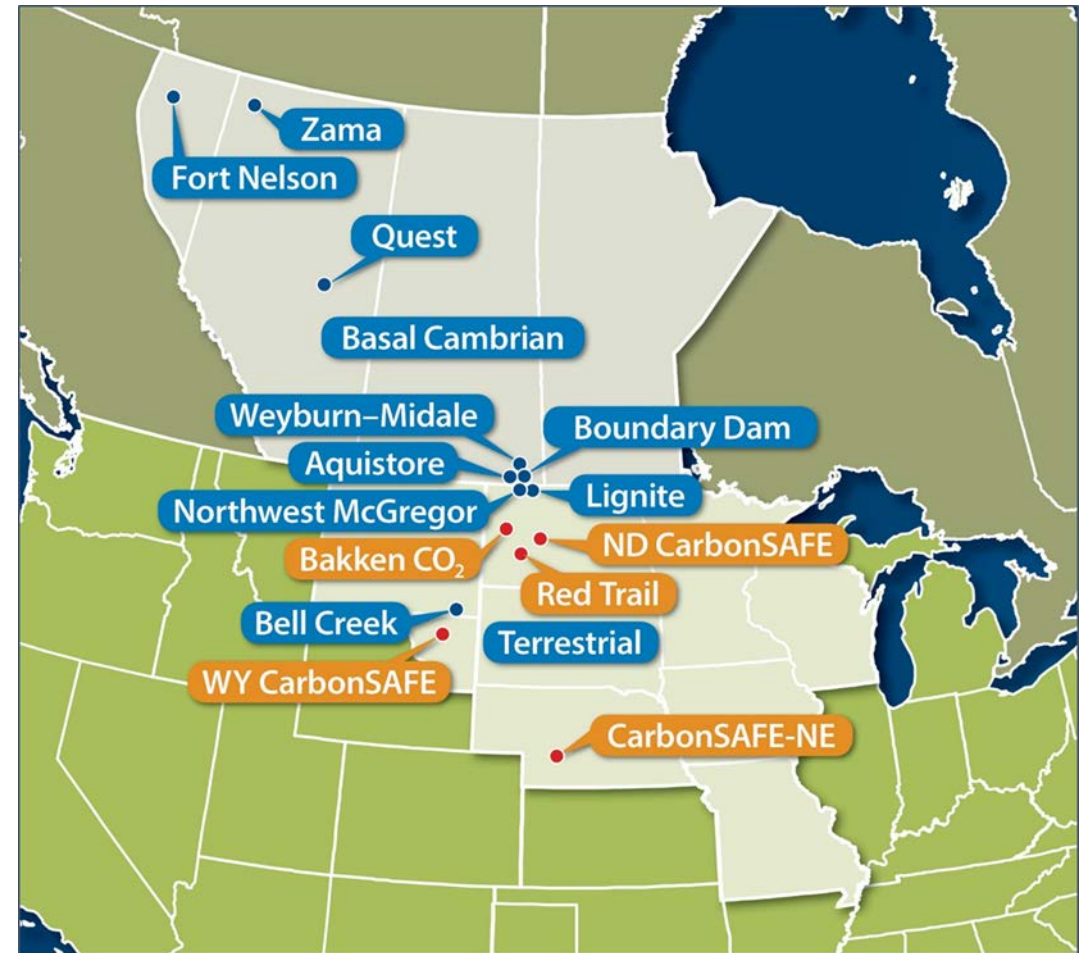 Zama
Fort Nelson
Quest
Basal Cambrian
Weyburn–Midale
Boundary Dam
Aquistore
Lignite
Northwest McGregor
ND CarbonSAFE
Bakken CO₂
Red Trail
Bell Creek
Terrestrial
WY CarbonSAFE
CarbonSAFE-NE